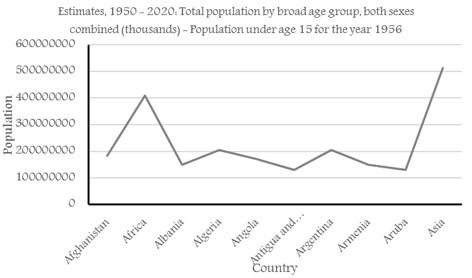 Estimates, 1950 - 2020: Total population by broad age group, both sexes
combined (thousands) - Population under age 15 for the year 1956
600000000
500000000
400000000
300000000
200000000
100000000
0
Population
Afghanistan
Africa
Albania
Algeria
Angola
Antigua and...
Argentina
Armenia
Aruba
Asia
Country